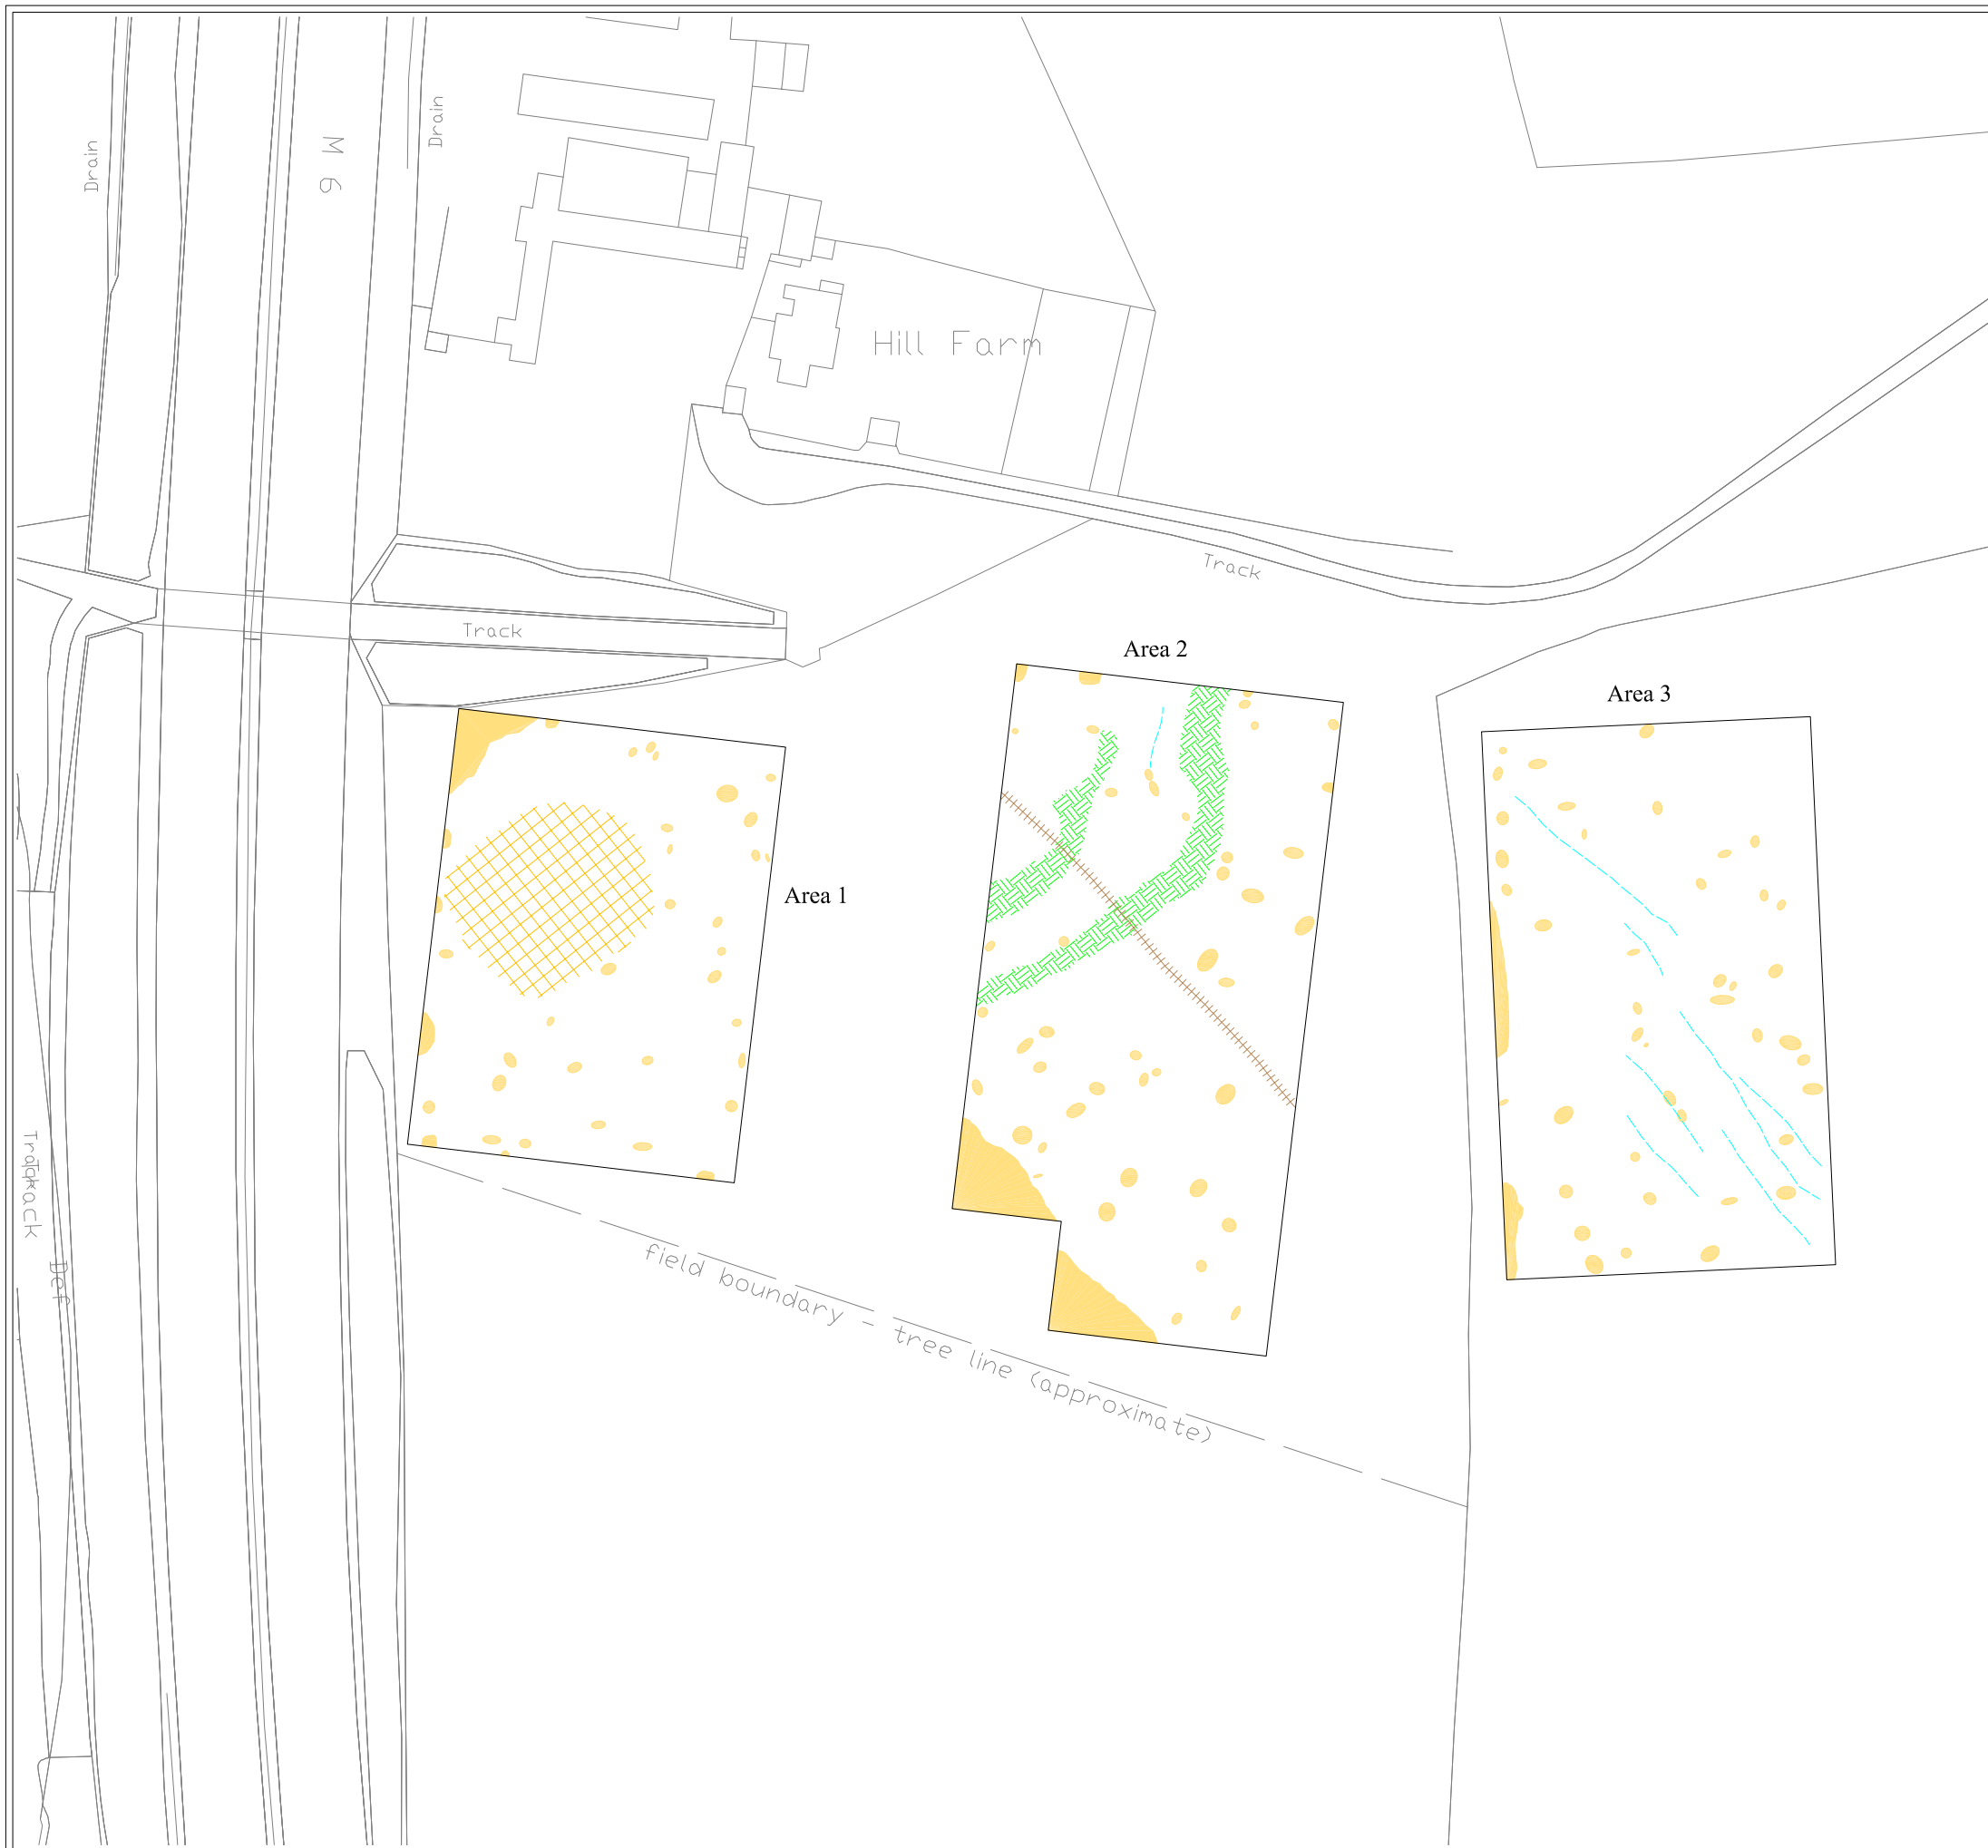 Drain
Drain
M 6
Hill Farm
Track
Track
Area 2
Area 3
Area 1
Track
Track
Def
field boundary - tree line (approximate)